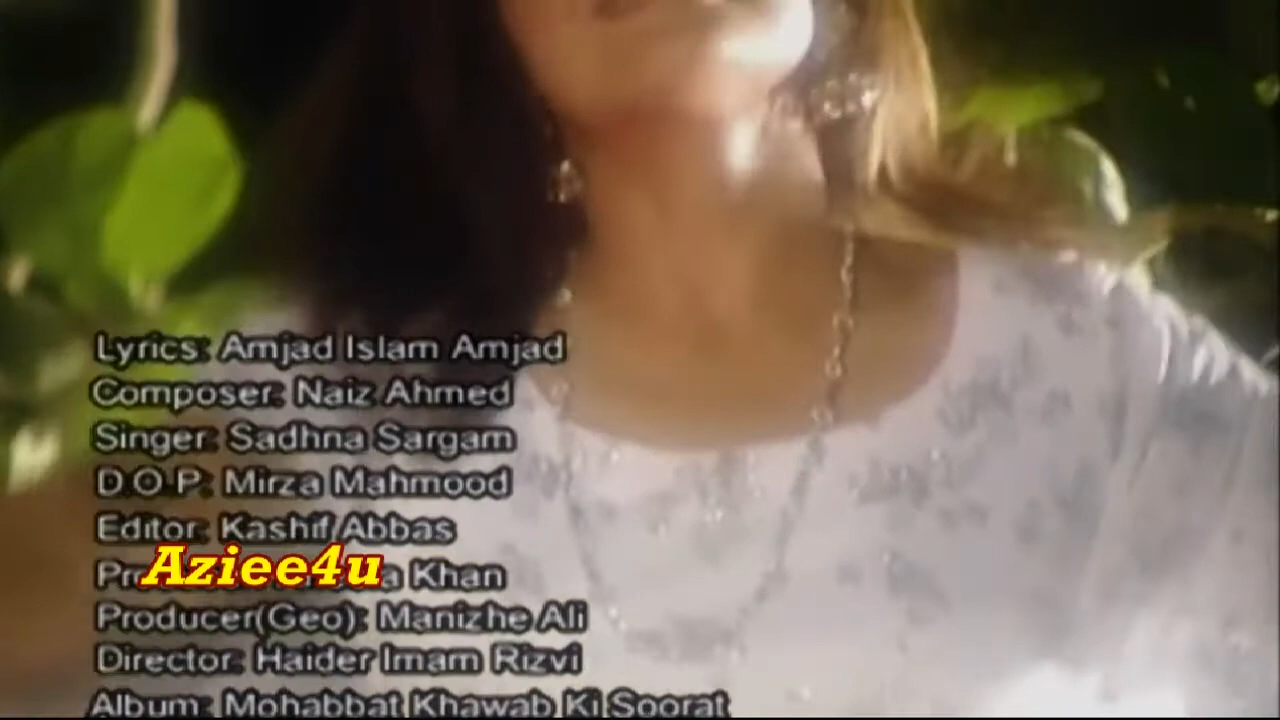 Lyrics: Amjad Islam Amjad
Composer: Naiz Ahmed
Singer: Sadhna Sargam
D.O.P: Mirza Mahmood
Editor: Kashif Abbas
Aziee4u
Khan
Producer(Geo): Manizhe Ali
Director: Haider Imam Rizvi
Album: Mohabbat Khawab Ki Soorat